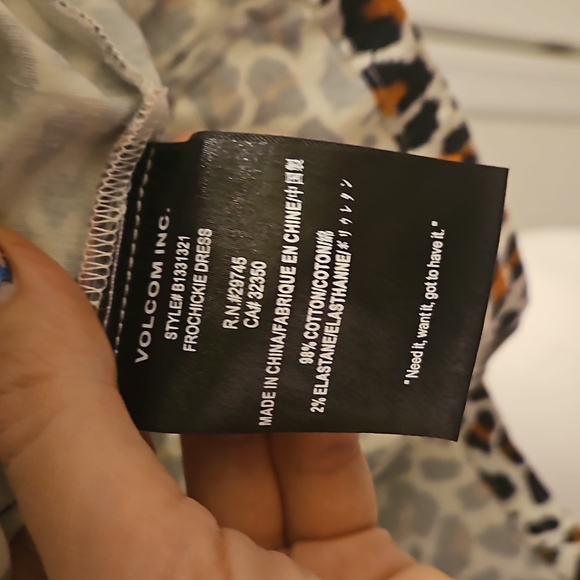 VOLCOM INC.
STYLE# B1331321
FROCHICKIE DRESS
R.N.#29745
CA# 32350
MADE IN CHINA/FABRIQUE EN CHINE/中国製
98% COTTON/COTON/綿
2% ELASTANE/ELASTHANNE/ポリウレタン
"Need it, want it, got to have it."